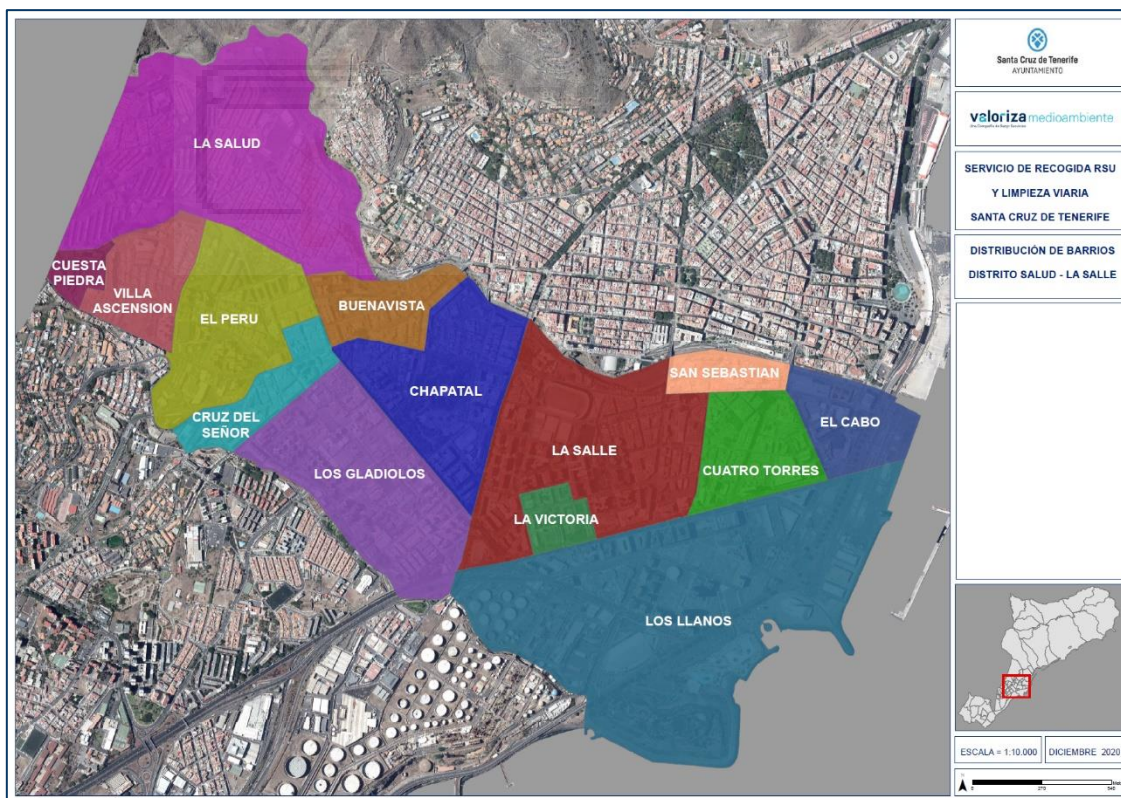 LA SALUD
CUESTA
PIEDRA
VILLA
ASCENSION
EL PERU
BUENAVISTA
CRUZ DEL
SEÑOR
CHAPATAL
LOS GLADIOLOS
SAN SEBASTIAN
EL CABO
LA SALLE
CUATRO TORRES
LA VICTORIA
LOS LLANOS
Santa Cruz de Tenerife
AYUNTAMIENTO
valoriza medioambiente
SERVICIO DE RECOGIDA RSU
Y LIMPIEZA VIARIA
SANTA CRUZ DE TENERIFE
DISTRIBUCIÓN DE BARRIOS
DISTRITO SALUD - LA SALLE
ESCALA = 1:10.000
DICIEMBRE 2020
0 270 540